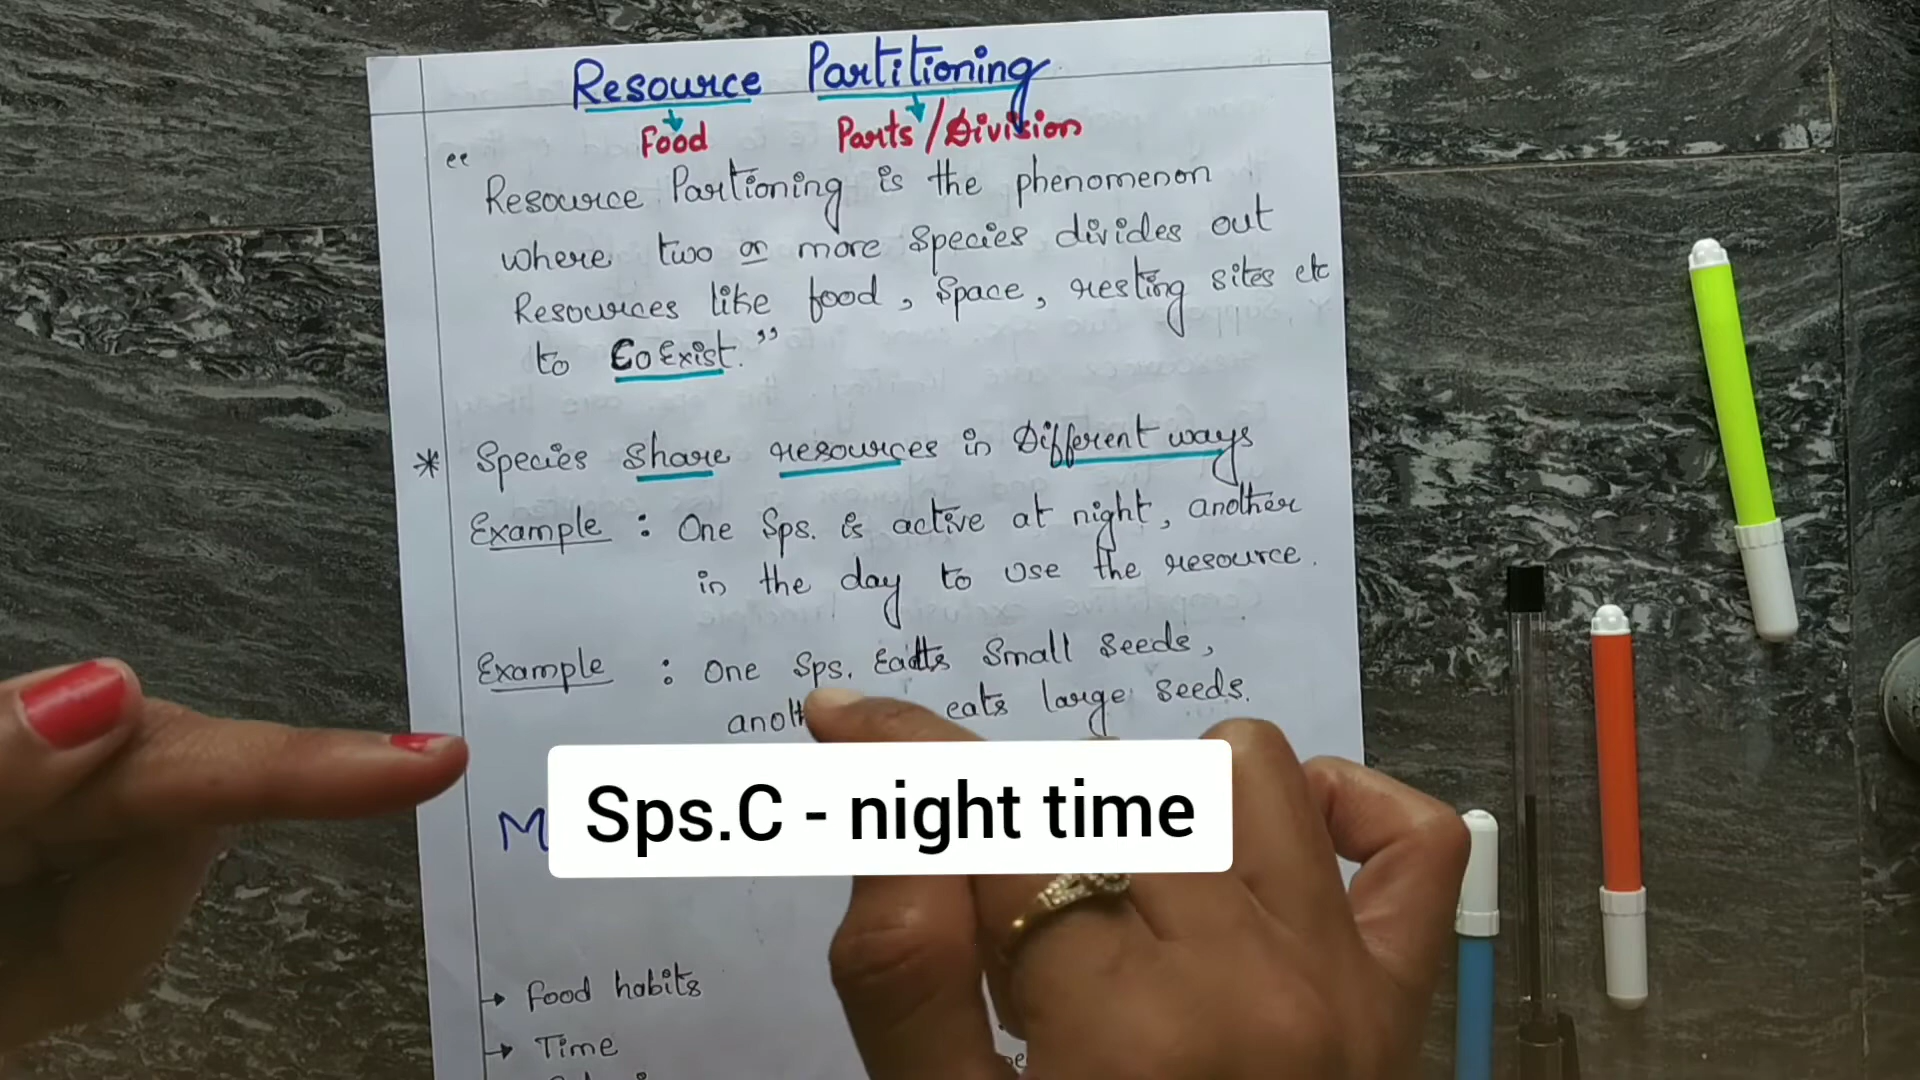 Resource Partitioning
Food Parts/Division
“
Resource Partioning is the phenomenon
where two or more species divides out
Resources like food, space, resting sites etc
to CoExist.”
* Species share resources in Different ways
Example : One Sps. is active at night, another
in the day to use the resource.
Example : One Sps. Eats small seeds,
eats large seeds.
Sps.C - night time
→ food habits
→ Time